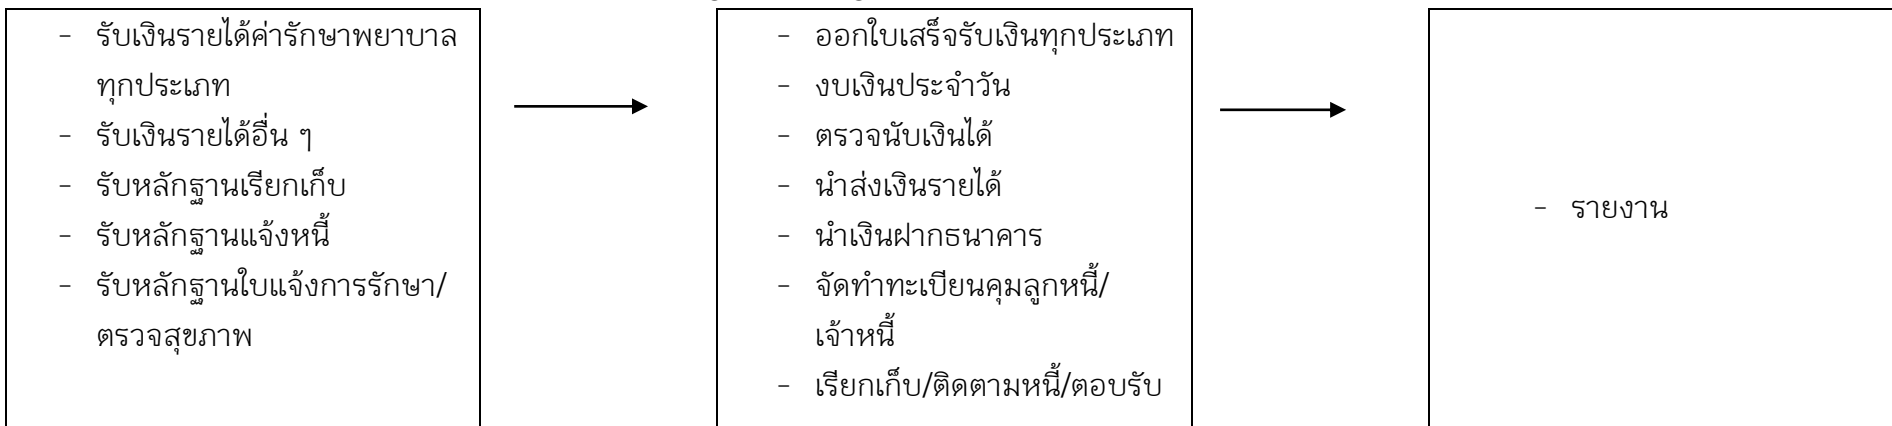 - รับเงินรายได้ค่ารักษาพยาบาล
ทุกประเภท
- รับเงินรายได้อื่น ๆ
- รับหลักฐานเรียกเก็บ
- รับหลักฐานแจ้งหนี้
- รับหลักฐานใบแจ้งการรักษา/
ตรวจสุขภาพ
- ออกใบเสร็จรับเงินทุกประเภท
- งบเงินประจำวัน
- ตรวจนับเงินได้
- นำส่งเงินรายได้
- นำเงินฝากธนาคาร
- จัดทำทะเบียนคุมลูกหนี้/
เจ้าหนี้
- เรียกเก็บ/ติดตามหนี้/ตอบรับ
- รายงาน